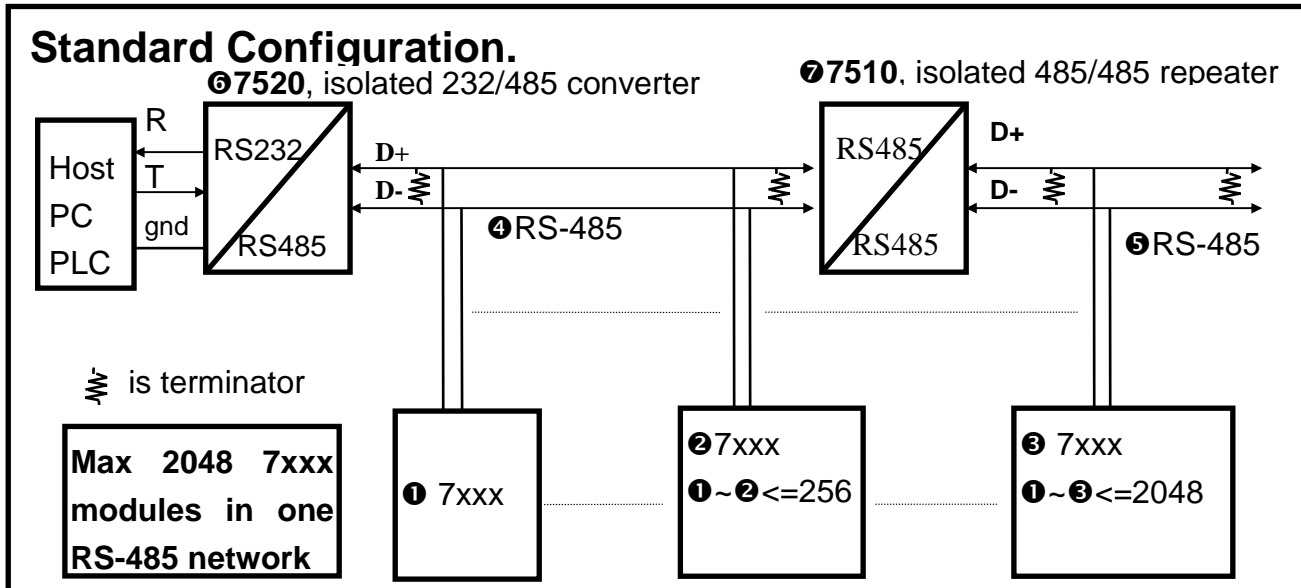 Standard Configuration.
❻7520, isolated 232/485 converter
❼7510, isolated 485/485 repeater
Host
PC
PLC
R
T
gnd
RS232
RS485
D+
D-
❹RS-485
RS485
RS485
D+
D-
❺RS-485
is terminator
Max 2048 7xxx
modules in one
RS-485 network
❶ 7xxx
❷7xxx
❶~❷<=256
❸ 7xxx
❶~❸<=2048